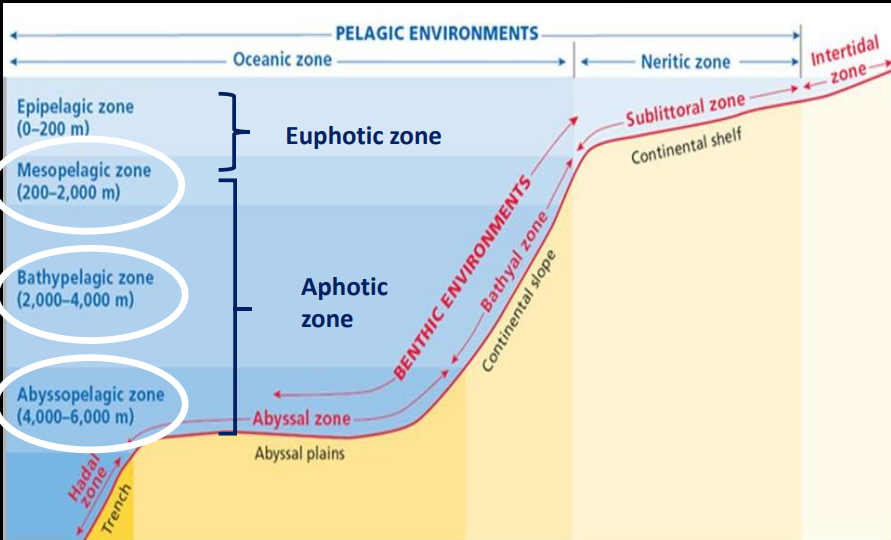 PELAGIC ENVIRONMENTS
Oceanic zone
Neritic zone
Intertidal
zone
Epipelagic zone
(0–200 m)
Euphotic zone
Sublittoral zone
Continental shelf
Mesopelagic zone
(200–2,000 m)
BENTHIC ENVIRONMENTS
Bathyal zone
Continental slope
Bathypelagic zone
(2,000–4,000 m)
Aphotic
zone
Abyssopelagic zone
(4,000–6,000 m)
Abyssal zone
Abyssal plains
Hadal
zone
Trench